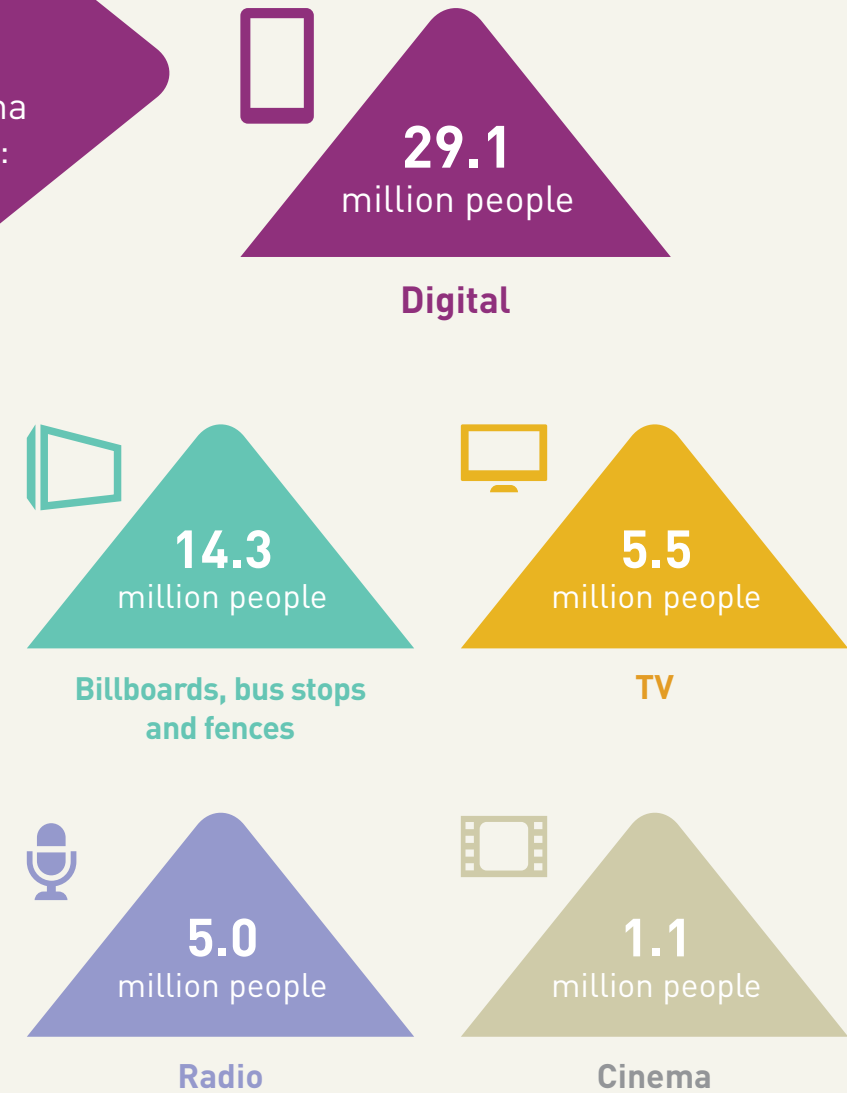 29.1
million people
Digital
14.3
million people
Billboards, bus stops
and fences
5.5
million people
TV
5.0
million people
Radio
1.1
million people
Cinema